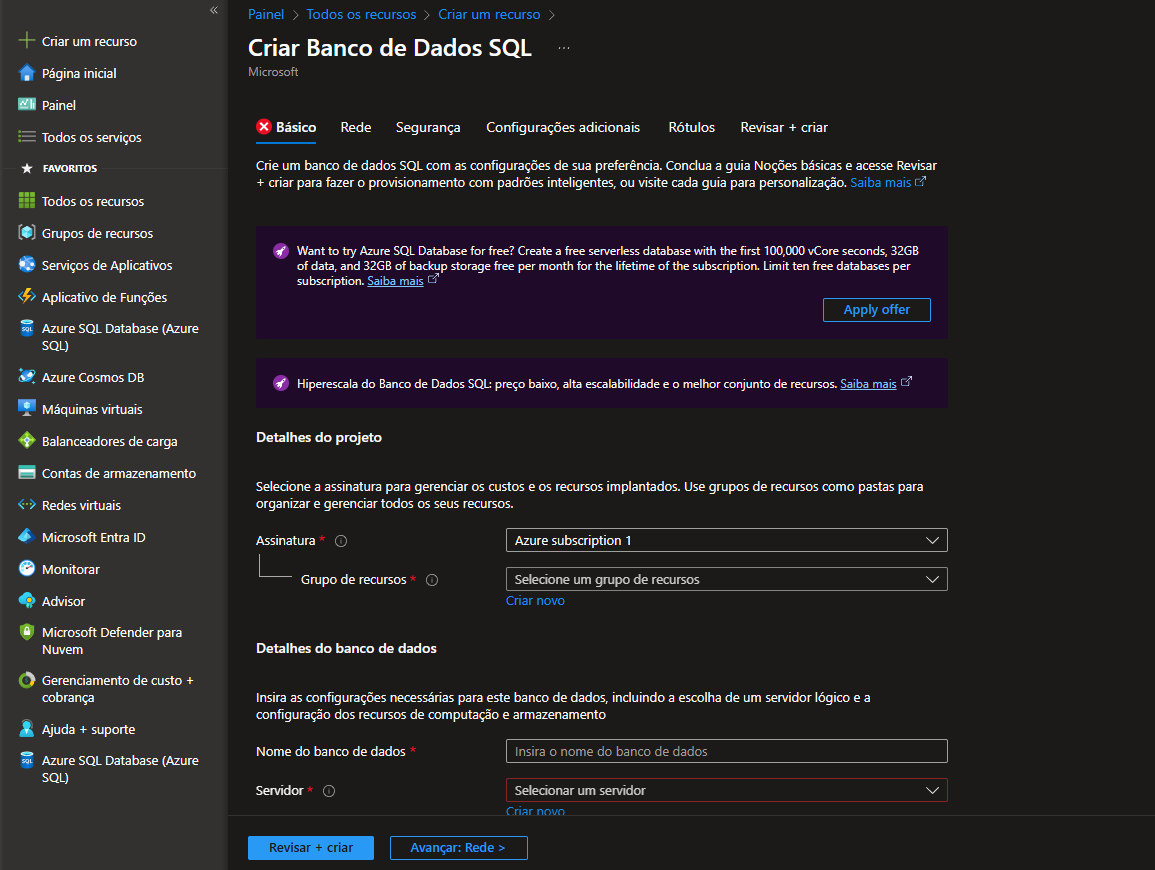 «
Criar um recurso
Página inicial
Painel
Todos os serviços
FAVORITOS
Todos os recursos
Grupos de recursos
Serviços de Aplicativos
Aplicativo de Funções
Azure SQL Database (Azure
SQL)
Azure Cosmos DB
Máquinas virtuais
Balanceadores de carga
Contas de armazenamento
Redes virtuais
Microsoft Entra ID
Monitorar
Advisor
Microsoft Defender para
Nuvem
Gerenciamento de custo +
cobrança
Ajuda + suporte
Azure SQL Database (Azure
SQL)
Painel > Todos os recursos > Criar um recurso >
Criar Banco de Dados SQL ...
Microsoft
Básico Rede Segurança Configurações adicionais Rótulos Revisar + criar
Crie um banco de dados SQL com as configurações de sua preferência. Conclua a guia Noções básicas e acesse Revisar
+ criar para fazer o provisionamento com padrões inteligentes, ou visite cada guia para personalização. Saiba mais
Want to try Azure SQL Database for free? Create a free serverless database with the first 100,000 vCore seconds, 32GB
of data, and 32GB of backup storage free per month for the lifetime of the subscription. Limit ten free databases per
subscription. Saiba mais
Apply offer
Hiperescala do Banco de Dados SQL: preço baixo, alta escalabilidade e o melhor conjunto de recursos. Saiba mais
Detalhes do projeto
Selecione a assinatura para gerenciar os custos e os recursos implantados. Use grupos de recursos como pastas para
organizar e gerenciar todos os seus recursos.
Assinatura * Azure subscription 1
Grupo de recursos * Selecione um grupo de recursos
Criar novo
Detalhes do banco de dados
Insira as configurações necessárias para este banco de dados, incluindo a escolha de um servidor lógico e a
configuração dos recursos de computação e armazenamento
Nome do banco de dados * Insira o nome do banco de dados
Servidor * Selecionar um servidor
Criar novo
Revisar + criar Avançar: Rede >